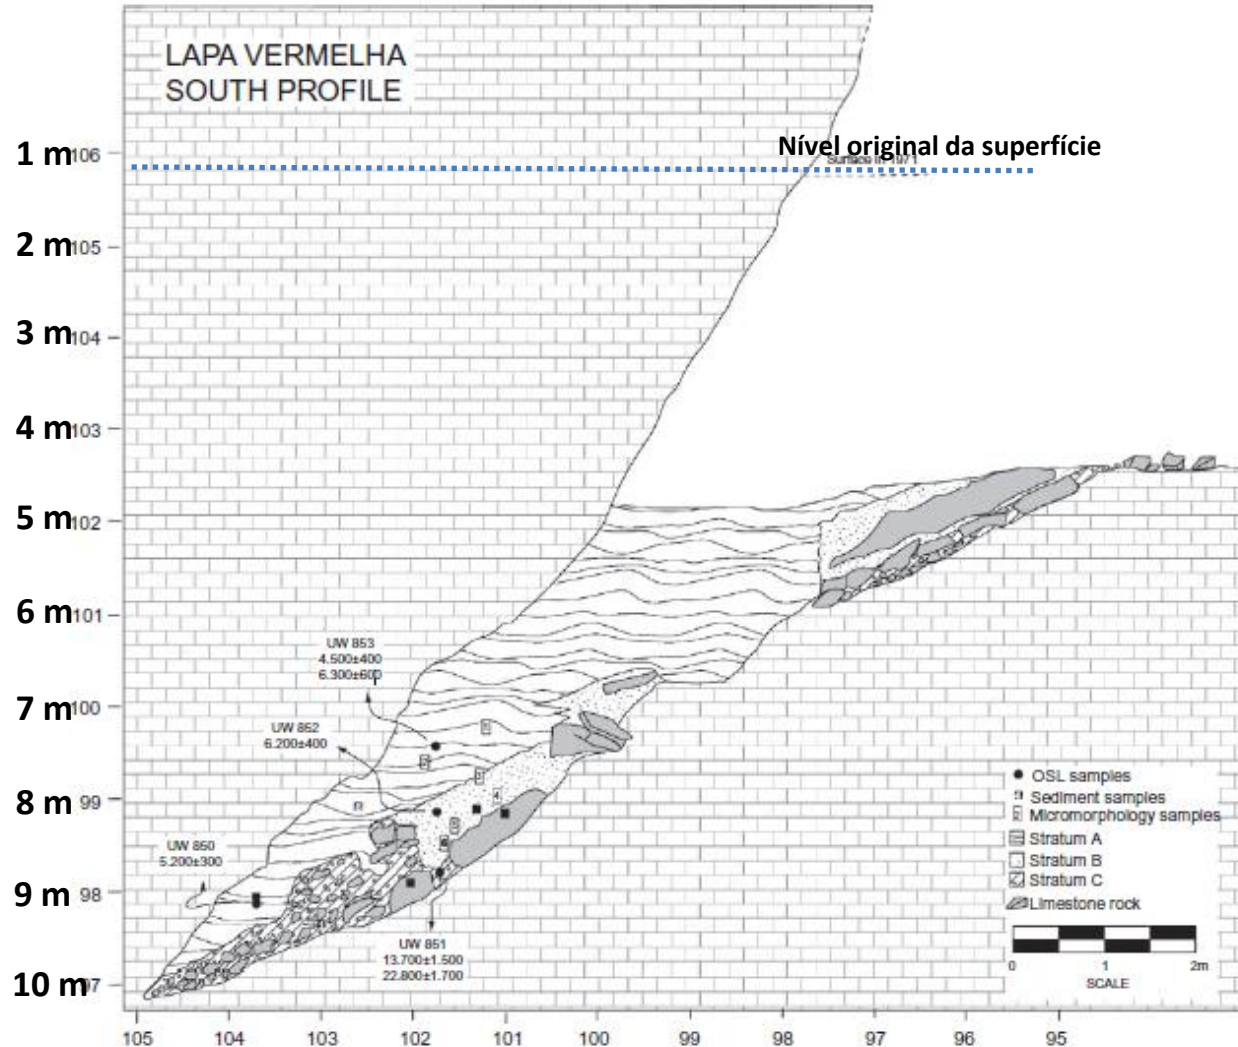 LAPA VERMELHA
SOUTH PROFILE
Nível original da superfície
Surface in 1971
1 m
106
2 m
105
3 m
104
4 m
103
5 m
102
6 m
101
UW 853
4.500±400
6.300±600
7 m
100
UW 852
6.200±400
8 m
99
UW 850
5.200±300
9 m
98
UW 851
13.700±1.500
22.800±1.700
10 m
97
OSL samples
Sediment samples
Micromorphology samples
Stratum A
Stratum B
Stratum C
Limestone rock
0 1 2m
SCALE
105 104 103 102 101 100 99 98 97 96 95